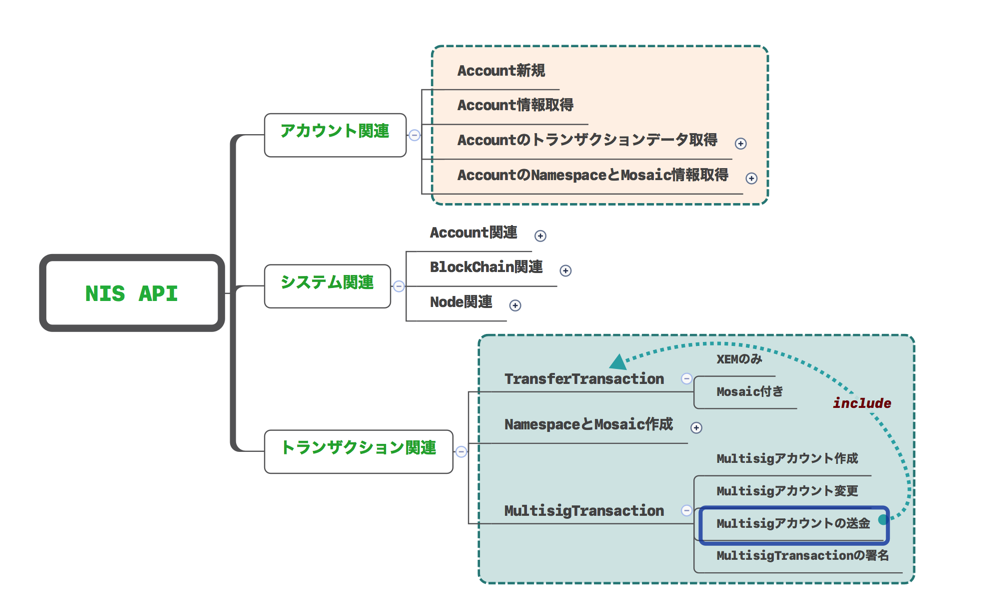 NIS API
アカウント関連
Account新規
Account情報取得
Accountのトランザクションデータ取得
AccountのNamespaceとMosaic情報取得
システム関連
Account関連
BlockChain関連
Node関連
トランザクション関連
TransferTransaction
XEMのみ
Mosaic付き
include
NamespaceとMosaic作成
MultisigTransaction
Multisigアカウント作成
Multisigアカウント変更
Multisigアカウントの送金
MultisigTransactionの署名